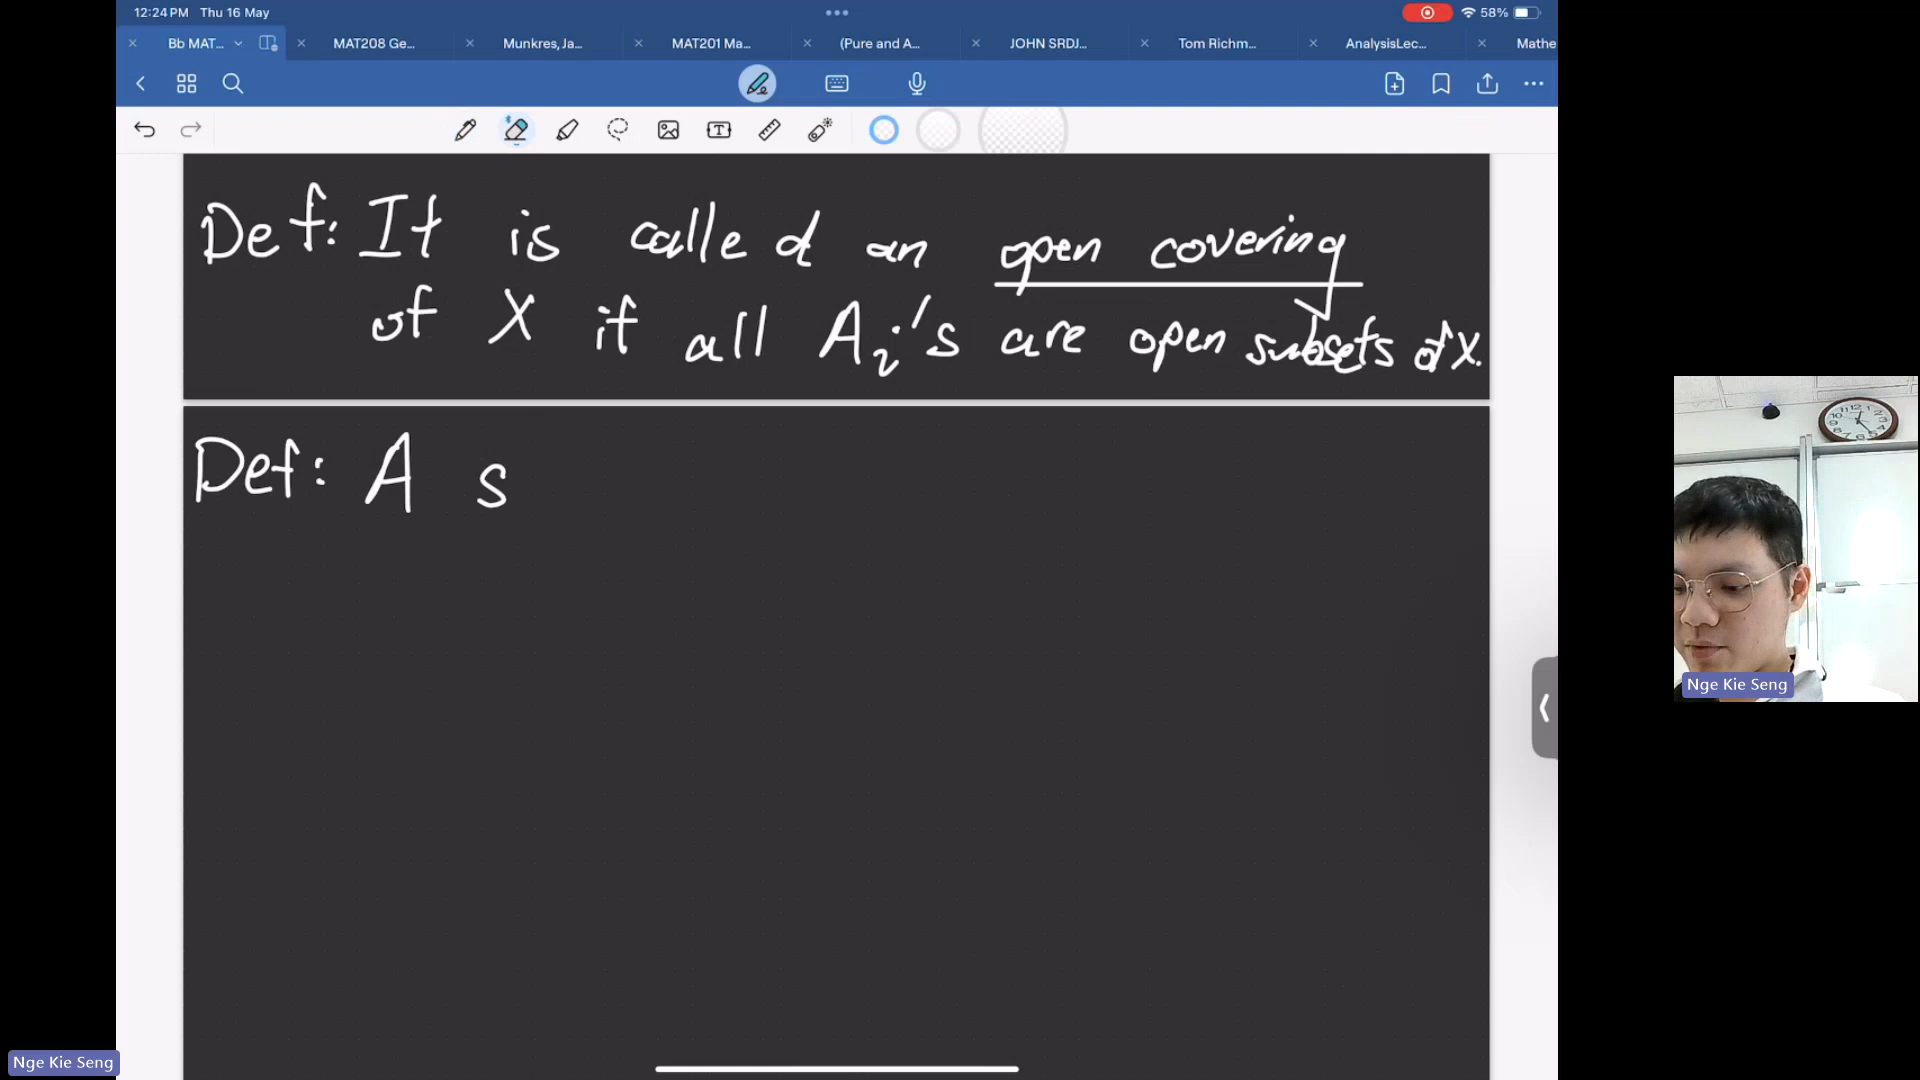 12:24 PM Thu 16 May
58%
Bb MAT...
MAT208 Ge...
Munkres, Ja...
MAT201 Ma...
(Pure and A...
JOHN SRDJ...
Tom Richm...
AnalysisLec...
Mathe
Def: It is called an open covering
of X if all Ai's are open subsets of X.
Def: A s
Nge Kie Seng
Nge Kie Seng